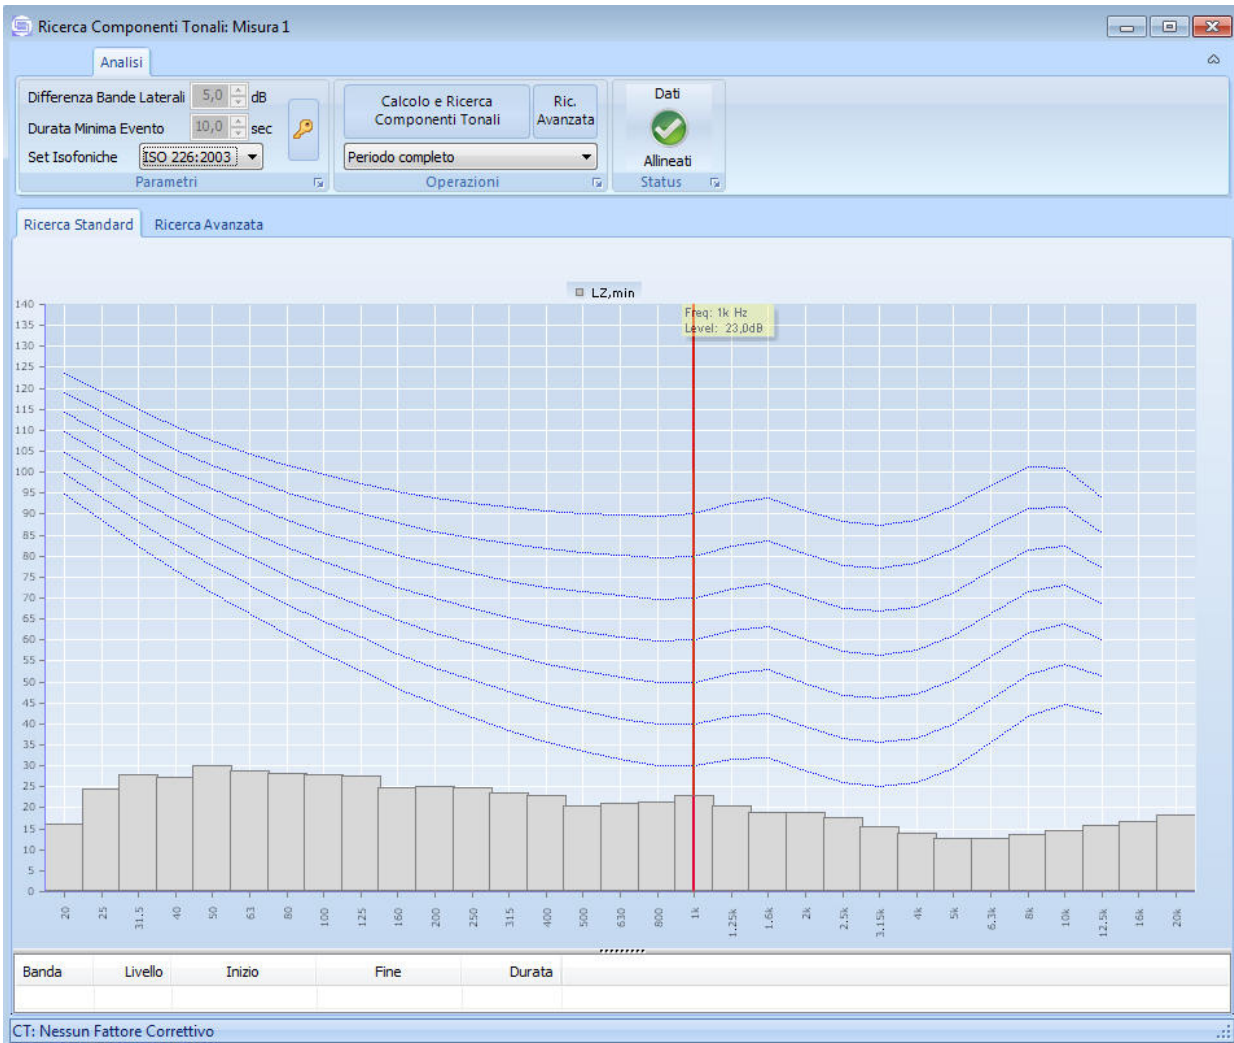 Ricerca Componenti Tonali: Misura 1
Analisi
Differenza Bande Laterali 5,0 dB
Durata Minima Evento 10,0 sec
Set Isofoniche ISO 226:2003
Parametri
Calcolo e Ricerca
Componenti Tonali
Ric.
Avanzata
Periodo completo
Operazioni
Dati
Allineati
Status
Ricerca Standard Ricerca Avanzata
LZ,min
Freq: 1k Hz
Level: 23,0dB
140
135
130
125
120
115
110
105
100
95
90
85
80
75
70
65
60
55
50
45
40
35
30
25
20
15
10
5
0
20 25 31.5 40 50 63 80 100 125 160 200 250 315 400 500 630 800 1k 1.25k 1.6k 2k 2.5k 3.15k 4k 5k 6.3k 8k 10k 12.5k 16k 20k
Banda Livello Inizio Fine Durata
CT: Nessun Fattore Correttivo